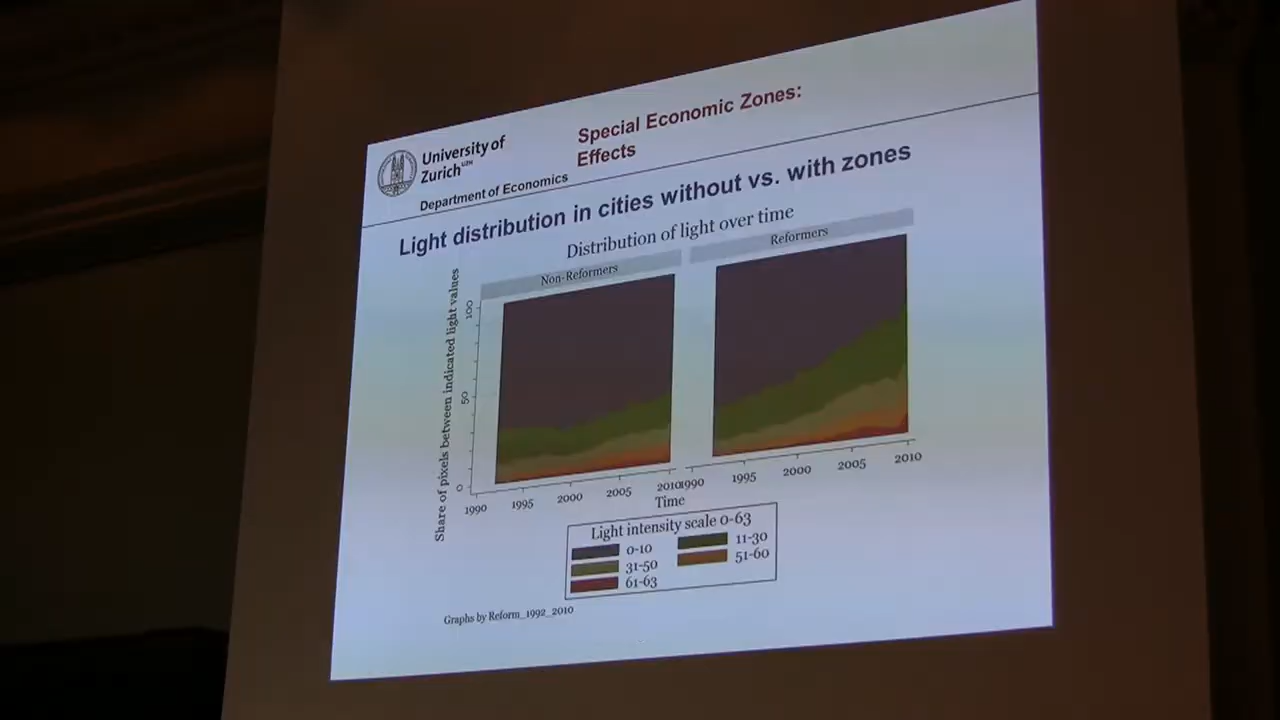 University of
Zurich UZH
Department of Economics
Special Economic Zones:
Effects
Light distribution in cities without vs. with zones
Distribution of light over time
Non-Reformers
Reformers
Share of pixels between indicated light values
100
50
0
1990
1995
2000
2005
2010
1990
1995
2000
2005
2010
Time
Light intensity scale 0-63
0-10
11-30
31-50
51-60
61-63
Graphs by Reform_1992_2010